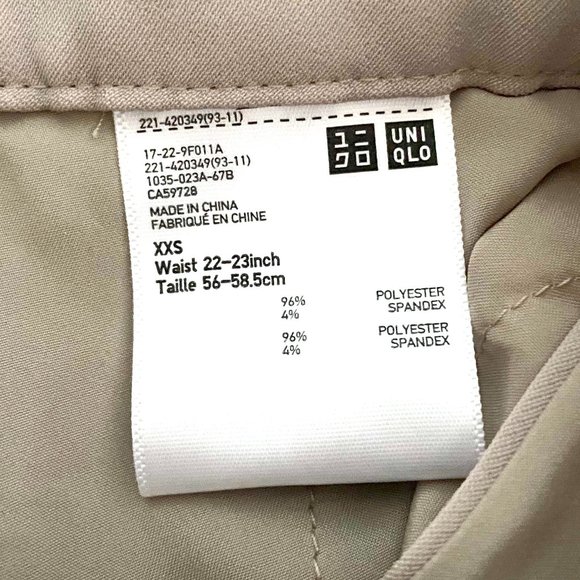 221-420349(93-11)
ユニ
クロ
UNI
QLO
17-22-9F011A
221-420349(93-11)
1035-023A-67B
CA59728
MADE IN CHINA
FABRIQUÉ EN CHINE
XXS
Waist 22-23inch
Taille 56-58.5cm
96% POLYESTER
4% SPANDEX
96% POLYESTER
4% SPANDEX